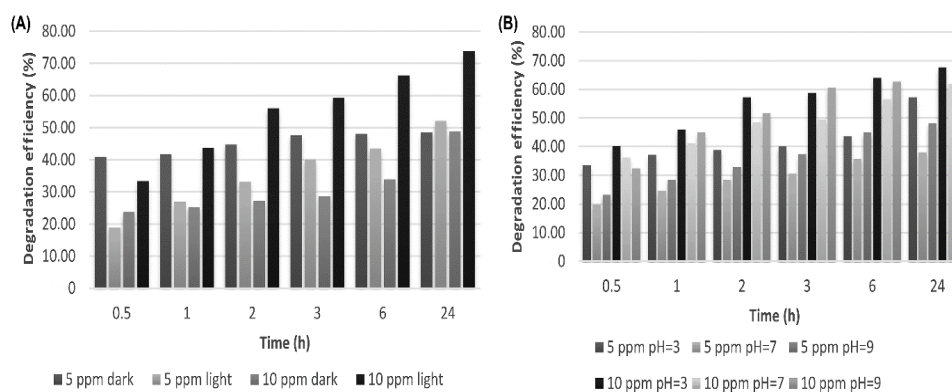 (A)
Degradation efficiency (%)
80.00
70.00
60.00
50.00
40.00
30.00
20.00
10.00
0
0.5 1 2 3 6 24
Time (h)
5 ppm dark 5 ppm light 10 ppm dark 10 ppm light
(B)
Degradation efficiency (%)
80.00
70.00
60.00
50.00
40.00
30.00
20.00
10.00
0
0.5 1 2 3 6 24
Time (h)
5 ppm pH=3 5 ppm pH=7 5 ppm pH=9
10 ppm pH=3 10 ppm pH=7 10 ppm pH=9